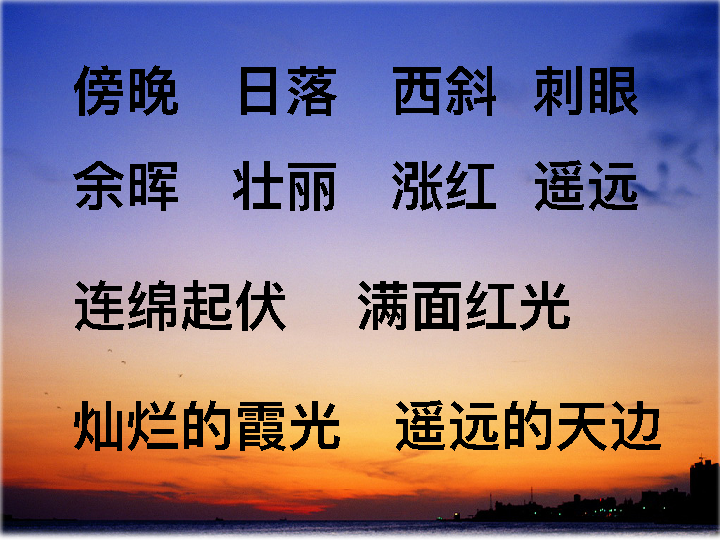 傍晚 日落 西斜 刺眼
余晖 壮丽 涨红 遥远
连绵起伏 满面红光
灿烂的霞光 遥远的天边